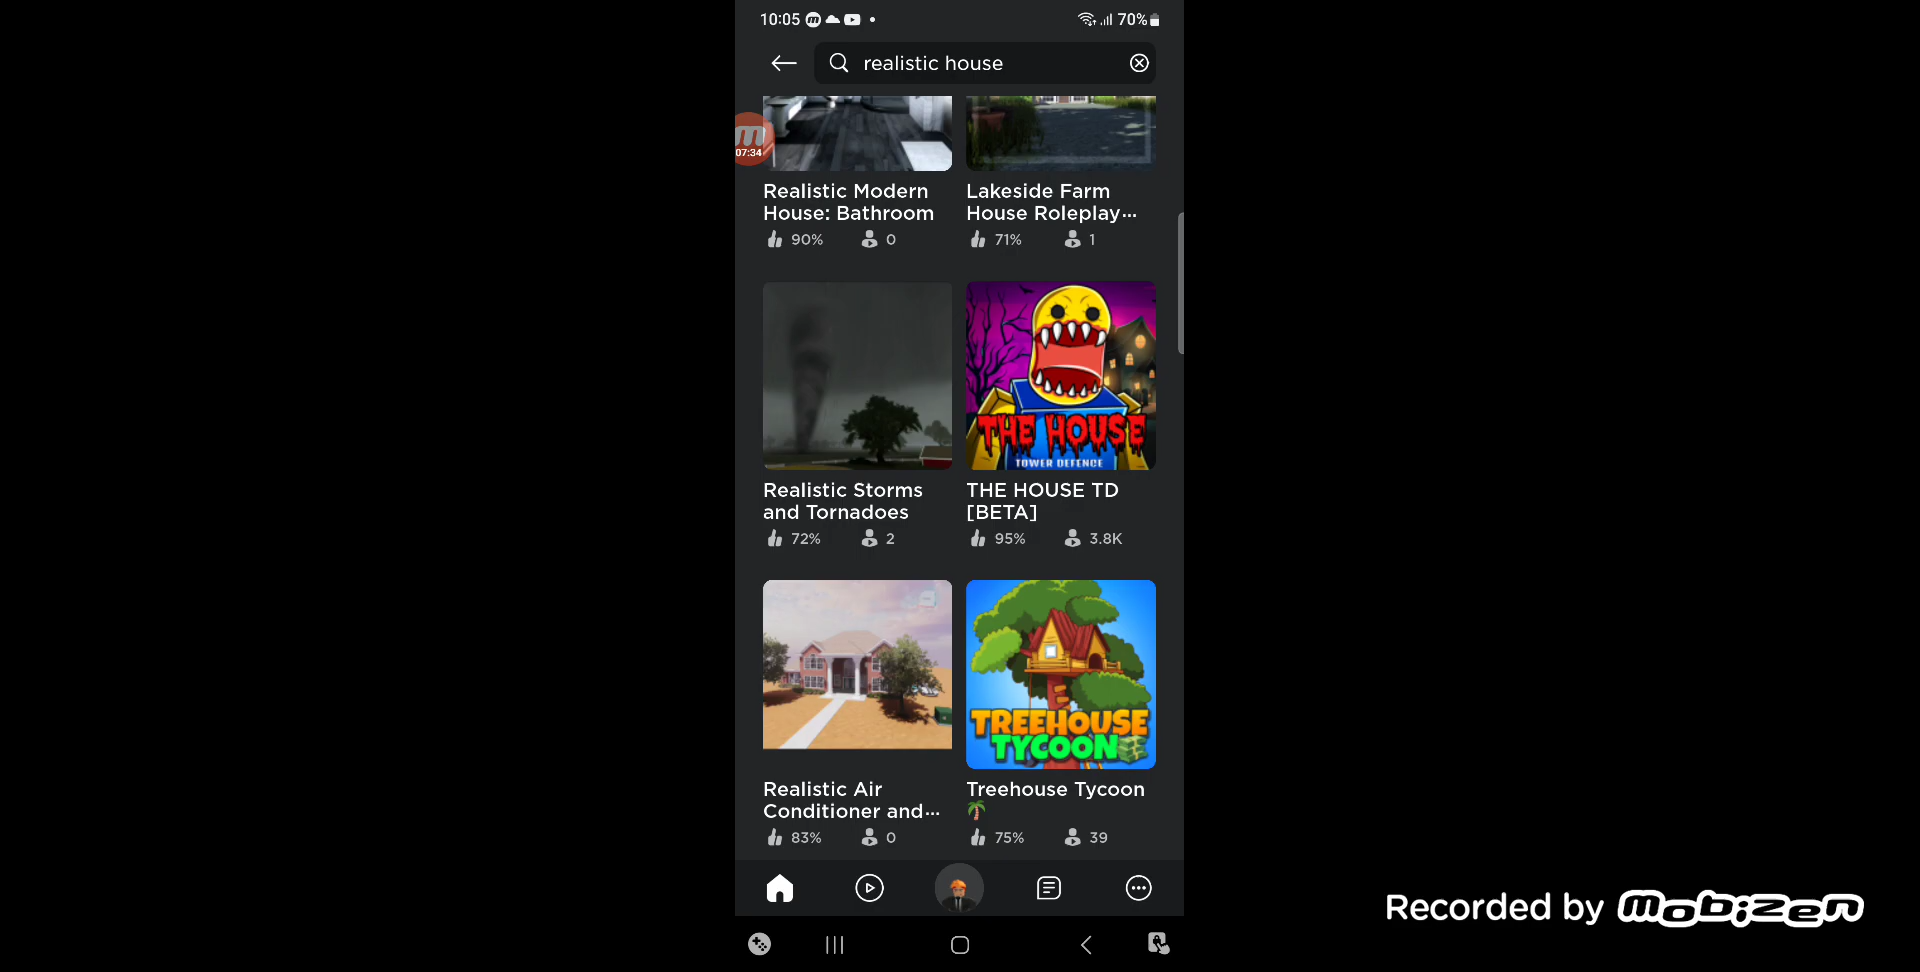 10:05
70%
realistic house
07:34
Realistic Modern
House: Bathroom
90%
0
Lakeside Farm
House Roleplay...
71%
1
THE HOUSE
TOWER DEFENCE
Realistic Storms
and Tornadoes
72%
2
THE HOUSE TD
[BETA]
95%
3.8K
TREEHOUSE
TYCOON
Realistic Air
Conditioner and...
83%
0
Treehouse Tycoon
🌴
75%
39
Recorded by mobizen